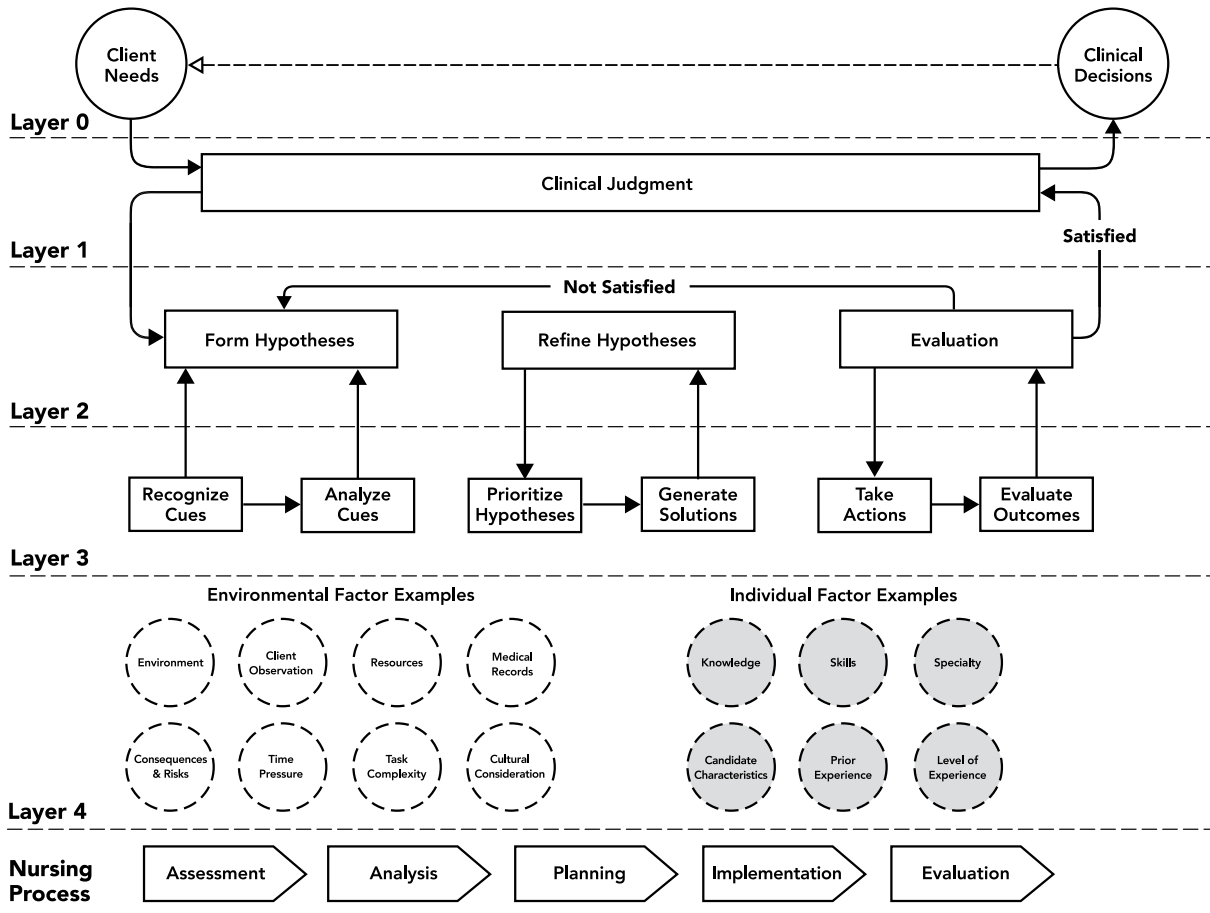 Client
Needs
Clinical
Decisions
Layer 0
Clinical Judgment
Layer 1
Satisfied
Not Satisfied
Form Hypotheses
Refine Hypotheses
Evaluation
Layer 2
Recognize
Cues
Analyze
Cues
Prioritize
Hypotheses
Generate
Solutions
Take
Actions
Evaluate
Outcomes
Layer 3
Environmental Factor Examples
Individual Factor Examples
Environment
Client
Observation
Resources
Medical
Records
Knowledge
Skills
Specialty
Consequences
& Risks
Time
Pressure
Task
Complexity
Cultural
Consideration
Candidate
Characteristics
Prior
Experience
Level of
Experience
Layer 4
Nursing
Process
Assessment
Analysis
Planning
Implementation
Evaluation